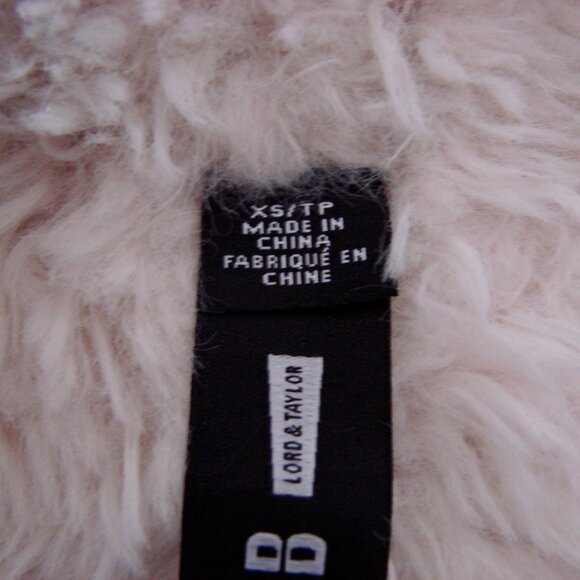 XS/TP
MADE IN
CHINA
FABRIQUÉ EN
CHINE
LORD & TAYLOR